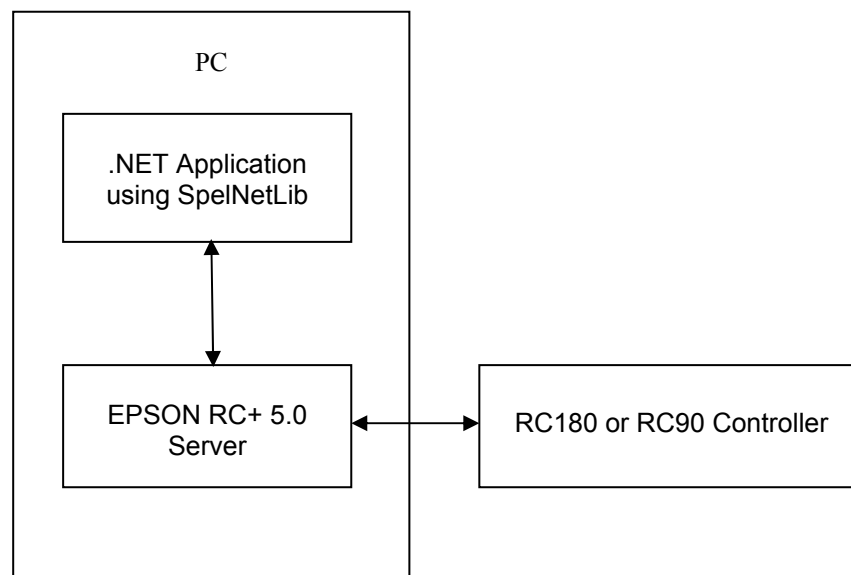 PC
.NET Application
using SpelNetLib
EPSON RC+ 5.0
Server
RC180 or RC90 Controller